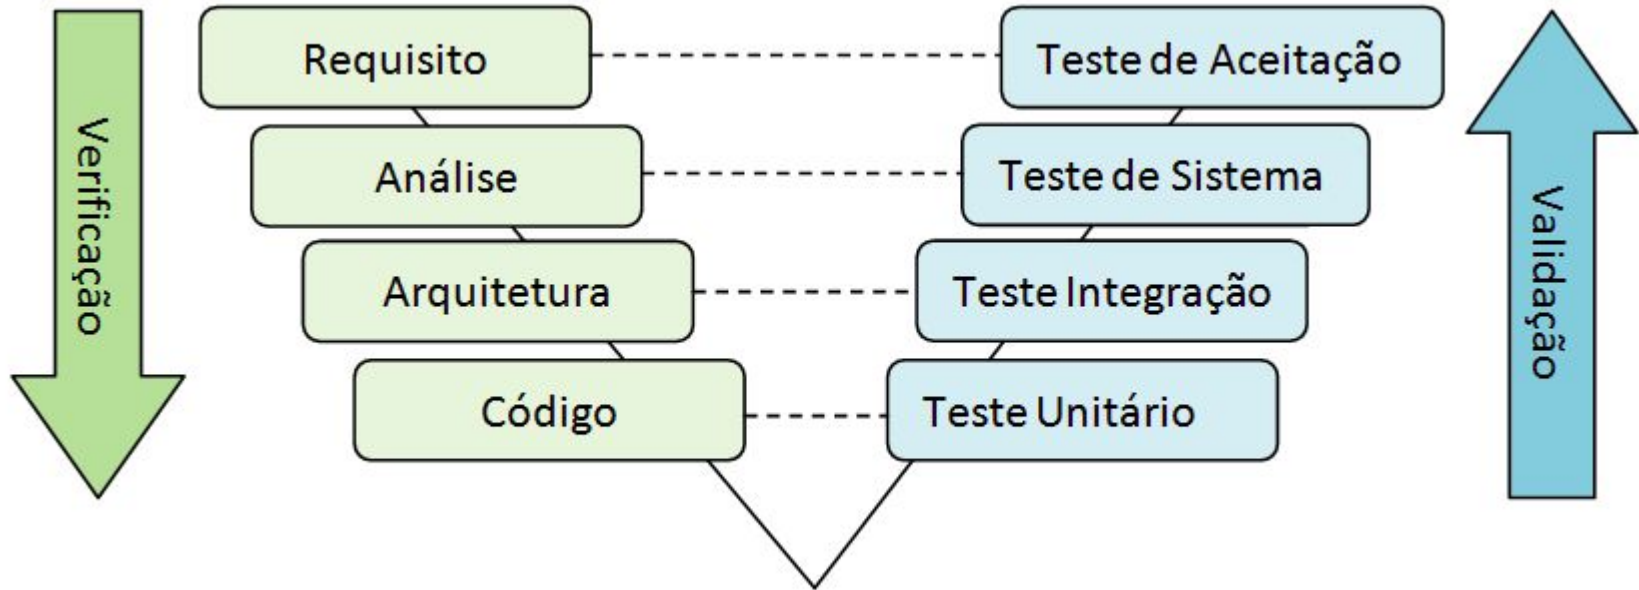 Verificação
Requisito
Teste de Aceitação
Análise
Teste de Sistema
Arquitetura
Teste Integração
Código
Teste Unitário
Validação